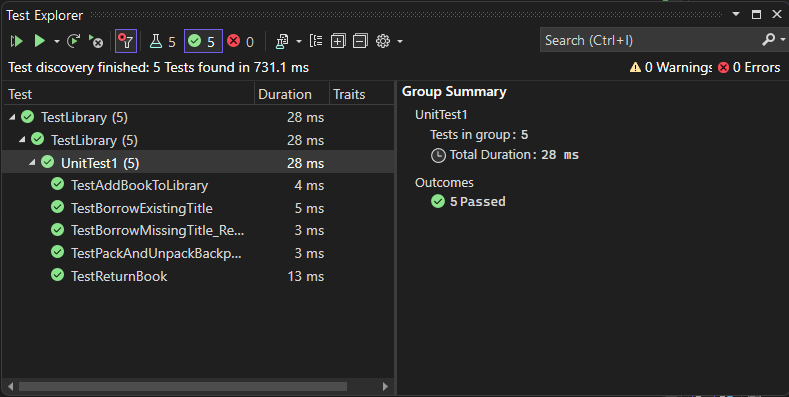 Test Explorer
5 5 0 Search (Ctrl+I)
Test discovery finished: 5 Tests found in 731.1 ms 0 Warnings 0 Errors
Test Duration Traits
TestLibrary (5) 28 ms
TestLibrary (5) 28 ms
UnitTest1 (5) 28 ms
TestAddBookToLibrary 4 ms
TestBorrowExistingTitle 5 ms
TestBorrowMissingTitle_Re... 3 ms
TestPackAndUnpackBackp... 3 ms
TestReturnBook 13 ms
Group Summary
UnitTest1
Tests in group: 5
Total Duration: 28 ms
Outcomes
5 Passed